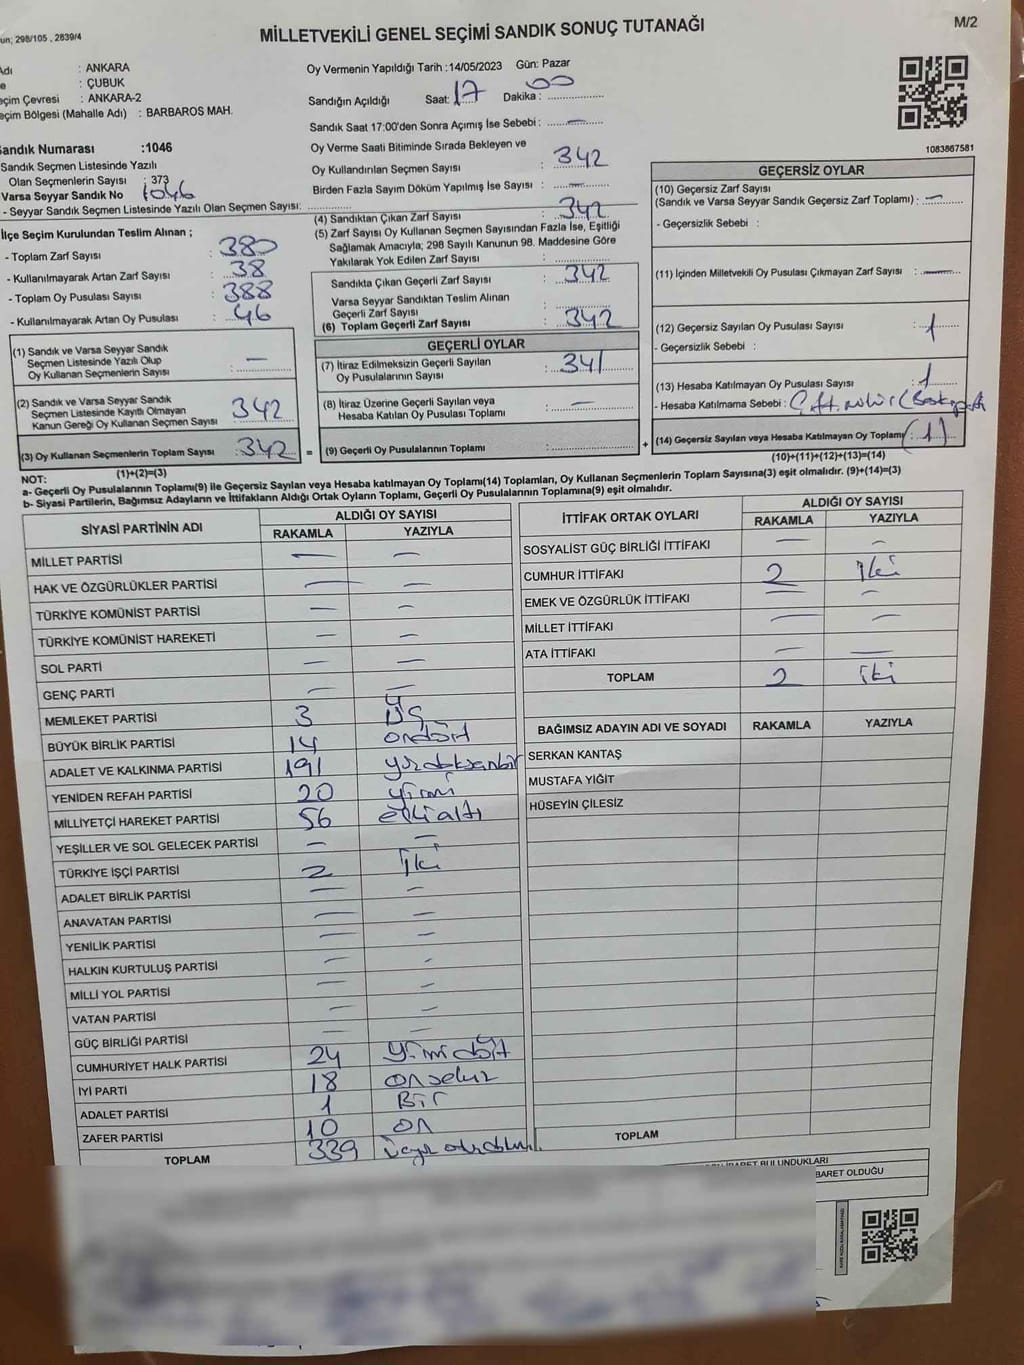 un; 298/105 , 2839/4
MİLLETVEKİLİ GENEL SEÇİMİ SANDIK SONUÇ TUTANAĞI
M/2
Adı : ANKARA
e : ÇUBUK
eçim Çevresi : ANKARA-2
eçim Bölgesi (Mahalle Adı) : BARBAROS MAH.
Sandık Numarası :1046
Sandık Seçmen Listesinde Yazılı
Olan Seçmenlerin Sayısı : 373
Varsa Seyyar Sandık No 1046
- Seyyar Sandık Seçmen Listesinde Yazılı Olan Seçmen Sayısı:
İlçe Seçim Kurulundan Teslim Alınan ;
- Toplam Zarf Sayısı : 380
- Kullanılmayarak Artan Zarf Sayısı : 38
- Toplam Oy Pusulası Sayısı : 388
- Kullanılmayarak Artan Oy Pusulası : 46
(1) Sandık ve Varsa Seyyar Sandık
Seçmen Listesinde Yazılı Olup
Oy Kullanan Seçmenlerin Sayısı : —
(2) Sandık ve Varsa Seyyar Sandık
Seçmen Listesinde Kayıtlı Olmayan
Kanun Gereği Oy Kullanan Seçmen Sayısı 342
(3) Oy Kullanan Seçmenlerin Toplam Sayısı : 342 =
(1)+(2)=(3)
Oy Vermenin Yapıldığı Tarih :14/05/2023 Gün: Pazar
Sandığın Açıldığı Saat: 17 Dakika : 00
Sandık Saat 17:00'den Sonra Açımış İse Sebebi : —
Oy Verme Saati Bitiminde Sırada Bekleyen ve
Oy Kullandırılan Seçmen Sayısı : 342
Birden Fazla Sayım Döküm Yapılmış İse Sayısı : —
(4) Sandıktan Çıkan Zarf Sayısı : 342
(5) Zarf Sayısı Oy Kullanan Seçmen Sayısından Fazla İse, Eşitliği
Sağlamak Amacıyla; 298 Sayılı Kanunun 98. Maddesine Göre
Yakılarak Yok Edilen Zarf Sayısı :
Sandıkta Çıkan Geçerli Zarf Sayısı : 342
Varsa Seyyar Sandıktan Teslim Alınan
Geçerli Zarf Sayısı :
(6) Toplam Geçerli Zarf Sayısı : 342
GEÇERLİ OYLAR
(7) İtiraz Edilmeksizin Geçerli Sayılan
Oy Pusulalarının Sayısı : 341
(8) İtiraz Üzerine Geçerli Sayılan veya
Hesaba Katılan Oy Pusulası Toplamı : —
(9) Geçerli Oy Pusulalarının Toplamı : +
1083867581
GEÇERSİZ OYLAR
(10) Geçersiz Zarf Sayısı
(Sandık ve Varsa Seyyar Sandık Geçersiz Zarf Toplamı) : —
- Geçersizlik Sebebi :
(11) İçinden Milletvekili Oy Pusulası Çıkmayan Zarf Sayısı : —
(12) Geçersiz Sayılan Oy Pusulası Sayısı : 1
- Geçersizlik Sebebi :
(13) Hesaba Katılmayan Oy Pusulası Sayısı : 1
- Hesaba Katılmama Sebebi : Çift mühür
(14) Geçersiz Sayılan veya Hesaba Katılmayan Oy Toplamı (1)
(10)+(11)+(12)+(13)=(14)
NOT:
a- Geçerli Oy Pusulalarının Toplamı(9) ile Geçersiz Sayılan veya Hesaba katılmayan Oy Toplamı(14) Toplamları, Oy Kullanan Seçmenlerin Toplam Sayısına(3) eşit olmalıdır. (9)+(14)=(3)
b- Siyasi Partilerin, Bağımsız Adayların ve İttifakların Aldığı Ortak Oyların Toplamı, Geçerli Oy Pusulalarının Toplamına(9) eşit olmalıdır.
SİYASİ PARTİNİN ADI ALDIĞI OY SAYISI
RAKAMLA YAZIYLA
MİLLET PARTİSİ — —
HAK VE ÖZGÜRLÜKLER PARTİSİ — —
TÜRKİYE KOMÜNİST PARTİSİ — —
TÜRKİYE KOMÜNİST HAREKETİ — —
SOL PARTİ — —
GENÇ PARTİ — —
MEMLEKET PARTİSİ 3 Üç
BÜYÜK BİRLİK PARTİSİ 14 ondört
ADALET VE KALKINMA PARTİSİ 191 yüzdoksanbir
YENİDEN REFAH PARTİSİ 20 yirmi
MİLLİYETÇİ HAREKET PARTİSİ 56 ellialtı
YEŞİLLER VE SOL GELECEK PARTİSİ — —
TÜRKİYE İŞÇİ PARTİSİ 2 iki
ADALET BİRLİK PARTİSİ — —
ANAVATAN PARTİSİ — —
YENİLİK PARTİSİ — —
HALKIN KURTULUŞ PARTİSİ — —
MİLLİ YOL PARTİSİ — —
VATAN PARTİSİ — —
GÜÇ BİRLİĞİ PARTİSİ — —
CUMHURİYET HALK PARTİSİ 24 Yirmidört
İYİ PARTİ 18 onsekiz
ADALET PARTİSİ 1 Bir
ZAFER PARTİSİ 10 on
TOPLAM 339
İTTİFAK ORTAK OYLARI ALDIĞI OY SAYISI
RAKAMLA YAZIYLA
SOSYALİST GÜÇ BİRLİĞİ İTTİFAKI — —
CUMHUR İTTİFAKI 2 İki
EMEK VE ÖZGÜRLÜK İTTİFAKI — —
MİLLET İTTİFAKI — —
ATA İTTİFAKI — —
TOPLAM 2 iki
BAĞIMSIZ ADAYIN ADI VE SOYADI RAKAMLA YAZIYLA
SERKAN KANTAŞ
MUSTAFA YİĞİT
HÜSEYİN ÇİLESİZ
TOPLAM
BULUNDUKLARI
BARET OLDUĞU